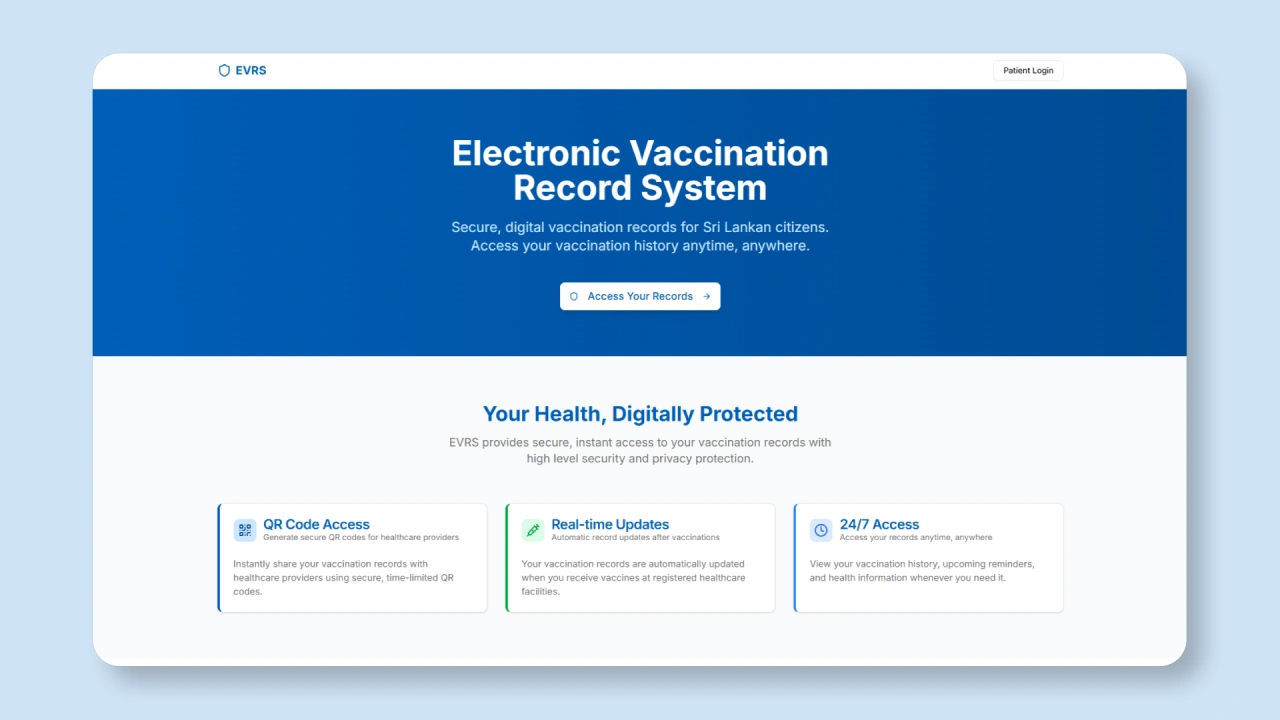 EVRS
Patient Login
Electronic Vaccination
Record System
Secure, digital vaccination records for Sri Lankan citizens.
Access your vaccination history anytime, anywhere.
Access Your Records
Your Health, Digitally Protected
EVRS provides secure, instant access to your vaccination records with
high level security and privacy protection.
QR Code Access
Generate secure QR codes for healthcare providers
Instantly share your vaccination records with
healthcare providers using secure, time-limited QR
codes.
Real-time Updates
Automatic record updates after vaccinations
Your vaccination records are automatically updated
when you receive vaccines at registered healthcare
facilities.
24/7 Access
Access your records anytime, anywhere
View your vaccination history, upcoming reminders,
and health information whenever you need it.